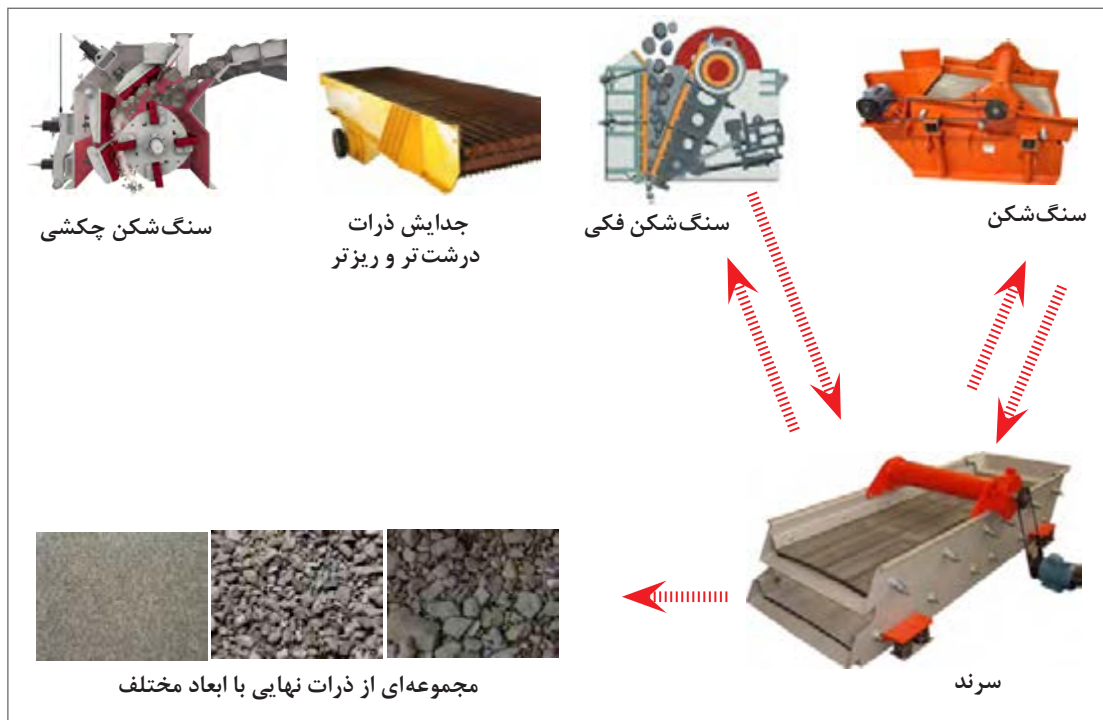 سنگ‌شکن
سنگ‌شکن فکی
جدایش ذرات
درشت‌تر و ریزتر
سنگ‌شکن چکشی
سرند
مجموعه‌ای از ذرات نهایی با ابعاد مختلف